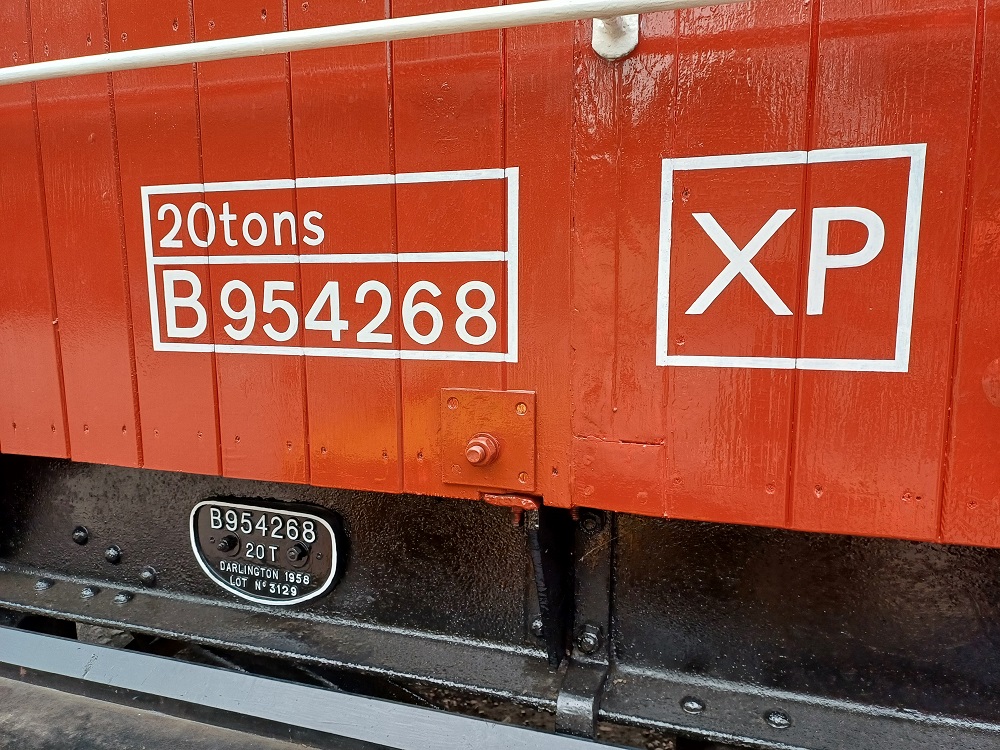 20tons
B954268
XP
B954268
20T
DARLINGTON 1958
LOT Nº 3129